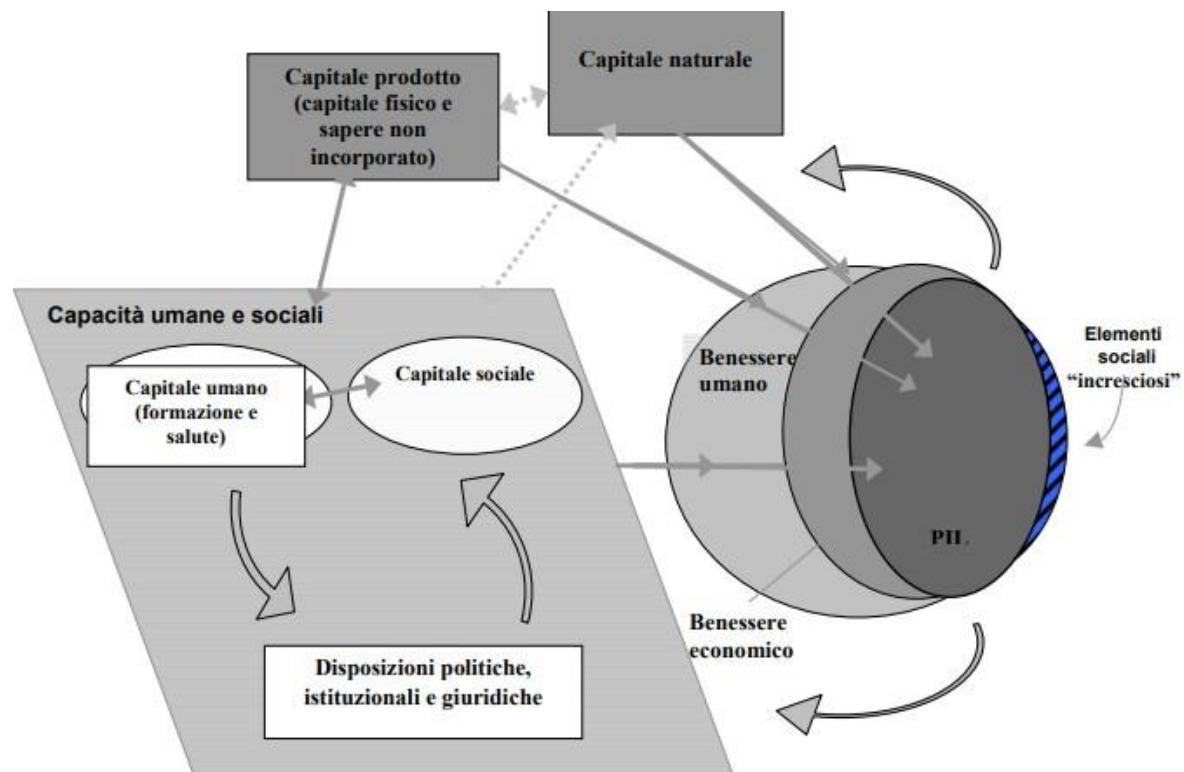 Capitale naturale
Capitale prodotto
(capitale fisico e
sapere non
incorporato)
Capacità umane e sociali
Capitale umano
(formazione e
salute)
Capitale sociale
Disposizioni politiche,
istituzionali e giuridiche
Benessere
umano
Benessere
economico
PIL
Elementi
sociali
“incresciosi”